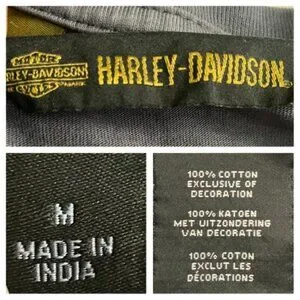 MOTOR
HARLEY-DAVIDSON
CYCLES
HARLEY-DAVIDSON
M
MADE IN
INDIA
100% COTTON
EXCLUSIVE OF
DECORATION
100% KATOEN
MET UITZONDERING
VAN DECORATIE
100% COTON
EXCLUT LES
DÉCORATIONS